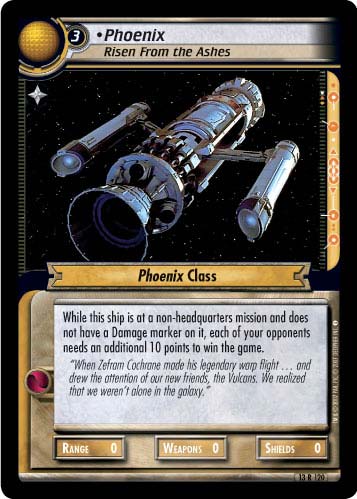 3
•Phoenix
Risen From the Ashes
Phoenix Class
While this ship is at a non-headquarters mission and does
not have a Damage marker on it, each of your opponents
needs an additional 10 points to win the game.
"When Zefram Cochrane made his legendary warp flight … and
drew the attention of our new friends, the Vulcans. We realized
that we weren't alone in the galaxy."
RANGE 0 WEAPONS 0 SHIELDS 0
13 R 120